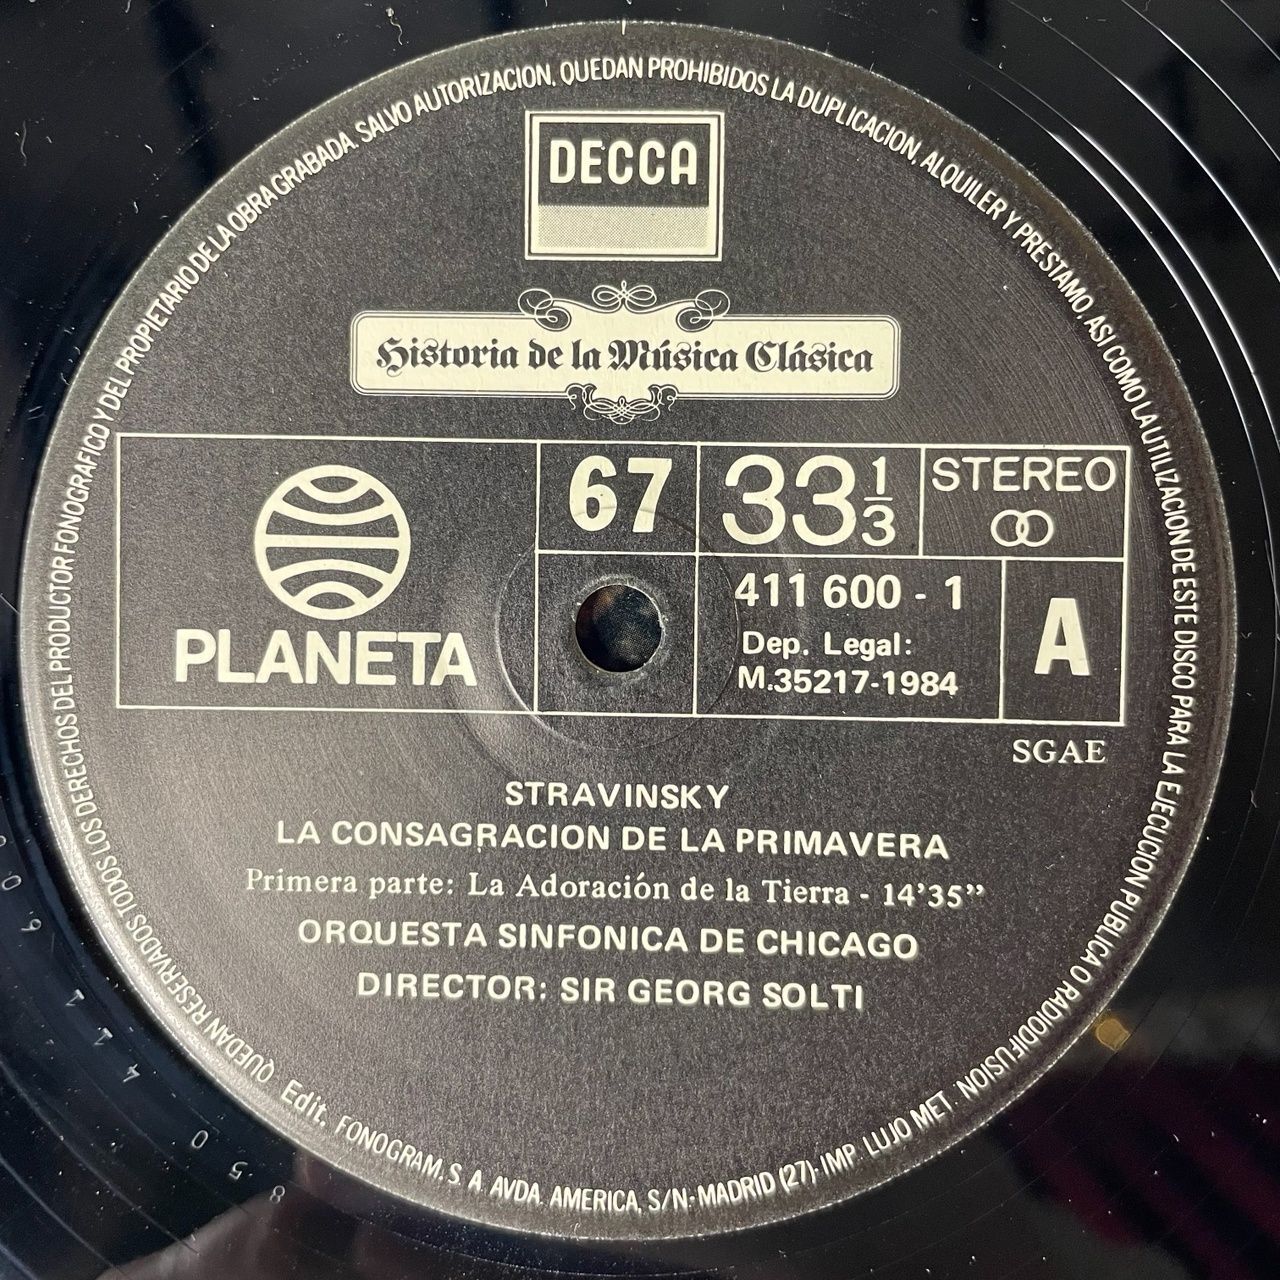 DECCA
Historia de la Música Clásica
PLANETA
67
33 1/3
STEREO
411 600 - 1
Dep. Legal:
M.35217-1984
A
SGAE
STRAVINSKY
LA CONSAGRACION DE LA PRIMAVERA
Primera parte: La Adoración de la Tierra - 14'35”
ORQUESTA SINFONICA DE CHICAGO
DIRECTOR: SIR GEORG SOLTI
QUEDAN RESERVADOS TODOS LOS DERECHOS DEL PRODUCTOR FONOGRAFICO Y DEL PROPIETARIO DE LA OBRA GRABADA. SALVO AUTORIZACION, QUEDAN PROHIBIDOS LA DUPLICACION, ALQUILER Y PRESTAMO, ASI COMO LA UTILIZACION DE ESTE DISCO PARA LA EJECUCION PUBLICA O RADIODIFUSION
Edit. FONOGRAM, S. A. AVDA. AMERICA, S/N-MADRID (27)- IMP. LUJO MET.